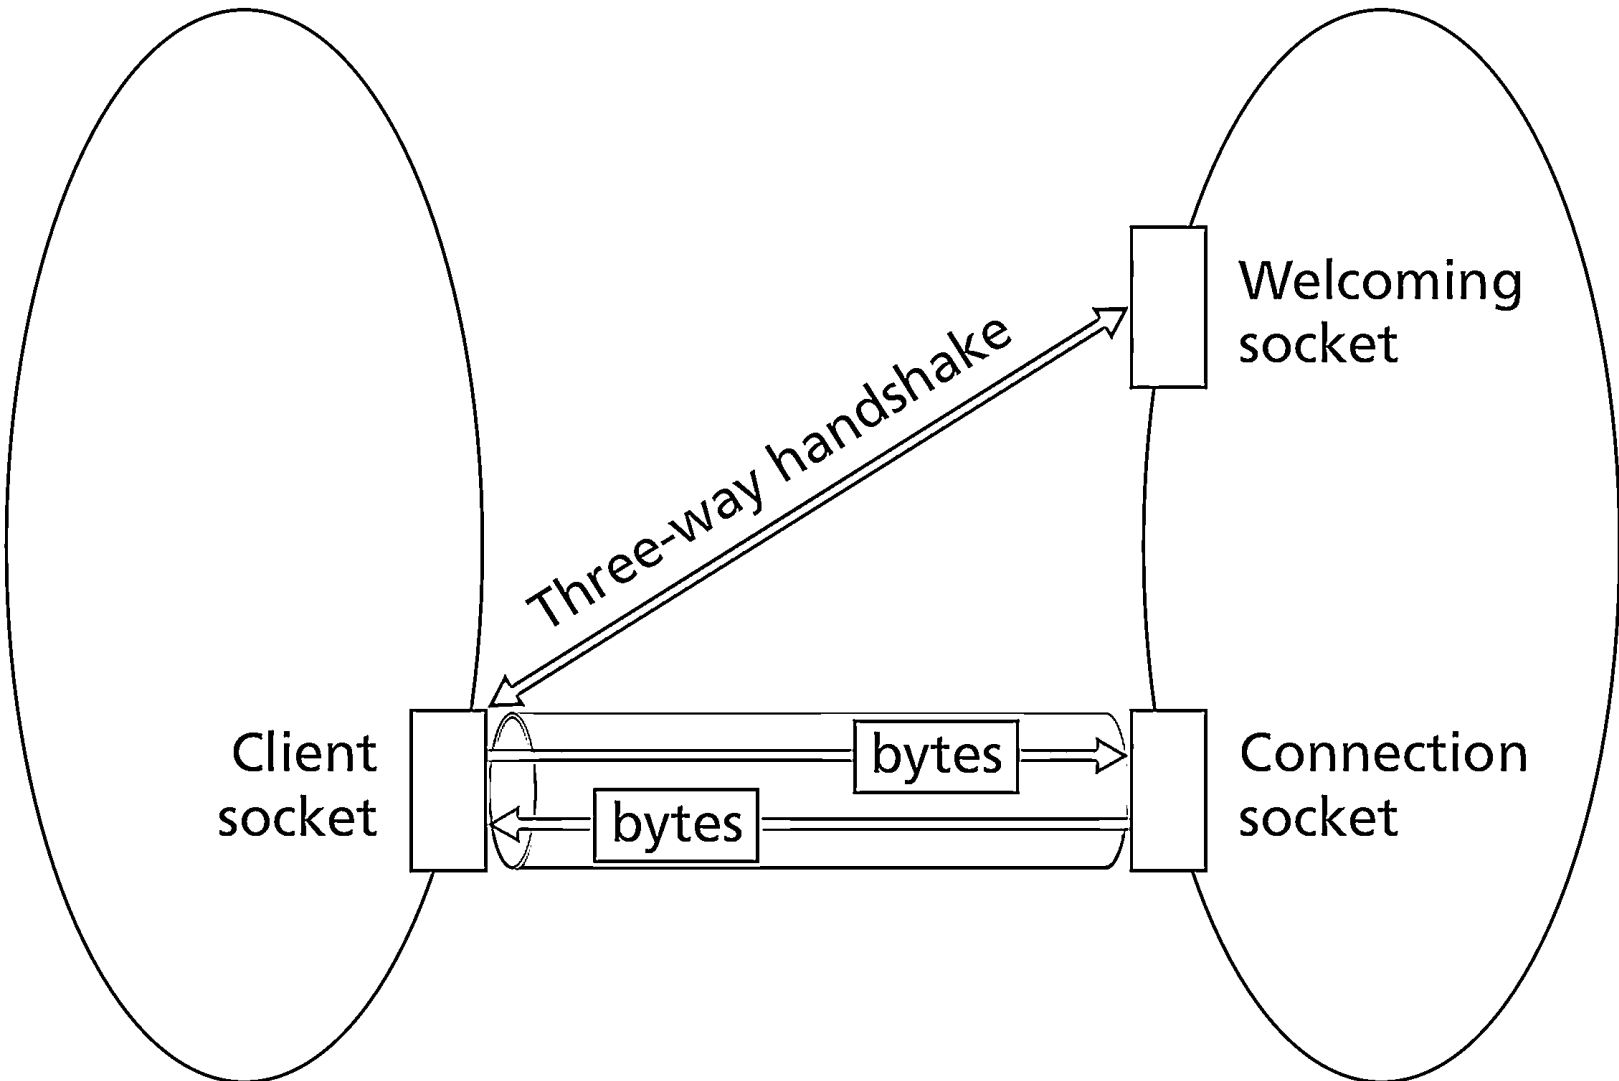 Welcoming
socket
Three-way handshake
Client
socket
bytes
bytes
Connection
socket